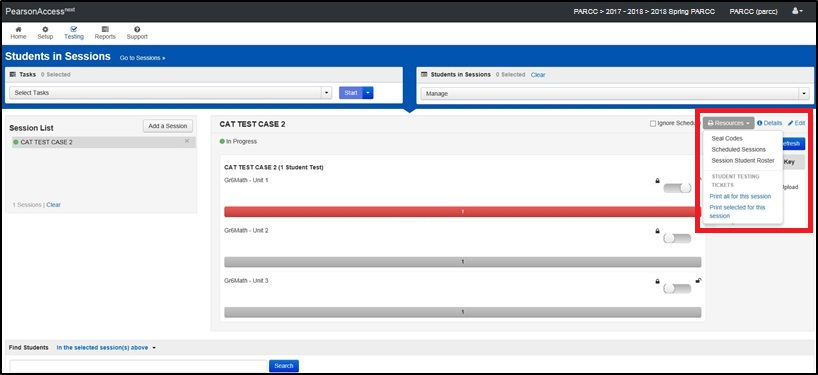 PearsonAccess next
PARCC > 2017 - 2018 > 2018 Spring PARCC
PARCC (parcc)
Home
Setup
Testing
Reports
Support
Students in Sessions
Go to Sessions »
Tasks 0 Selected
Select Tasks
Start
Students in Sessions 0 Selected Clear
Manage
Session List
Add a Session
CAT TEST CASE 2
1 Sessions | Clear
CAT TEST CASE 2
Ignore Schedule
Resources
Details
Edit
In Progress
Seal Codes
Scheduled Sessions
Session Student Roster
STUDENT TESTING
TICKETS
Print all for this session
Print selected for this
session
Key
CAT TEST CASE 2 (1 Student Test)
Gr6Math - Unit 1
1
Gr6Math - Unit 2
1
Gr6Math - Unit 3
1
Find Students
In the selected session(s) above
Search